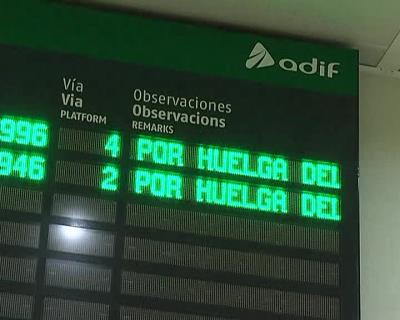 adif
Vía
Via
PLATFORM
Observaciones
Observacions
REMARKS
996 4 POR HUELGA DEL
946 2 POR HUELGA DEL